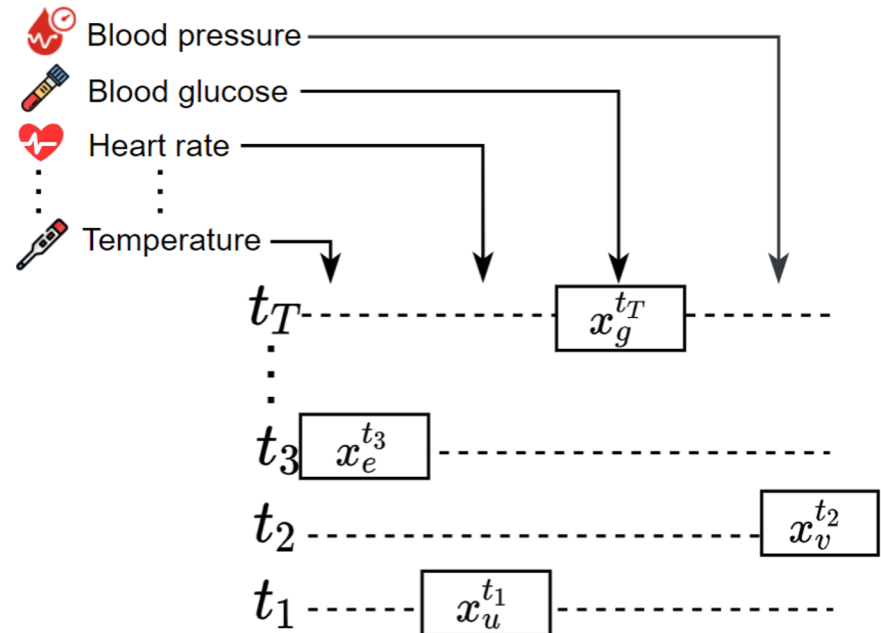 Blood pressure
Blood glucose
Heart rate
Temperature
t_T x_g^{t_T}
t_3 x_e^{t_3}
t_2 x_v^{t_2}
t_1 x_u^{t_1}